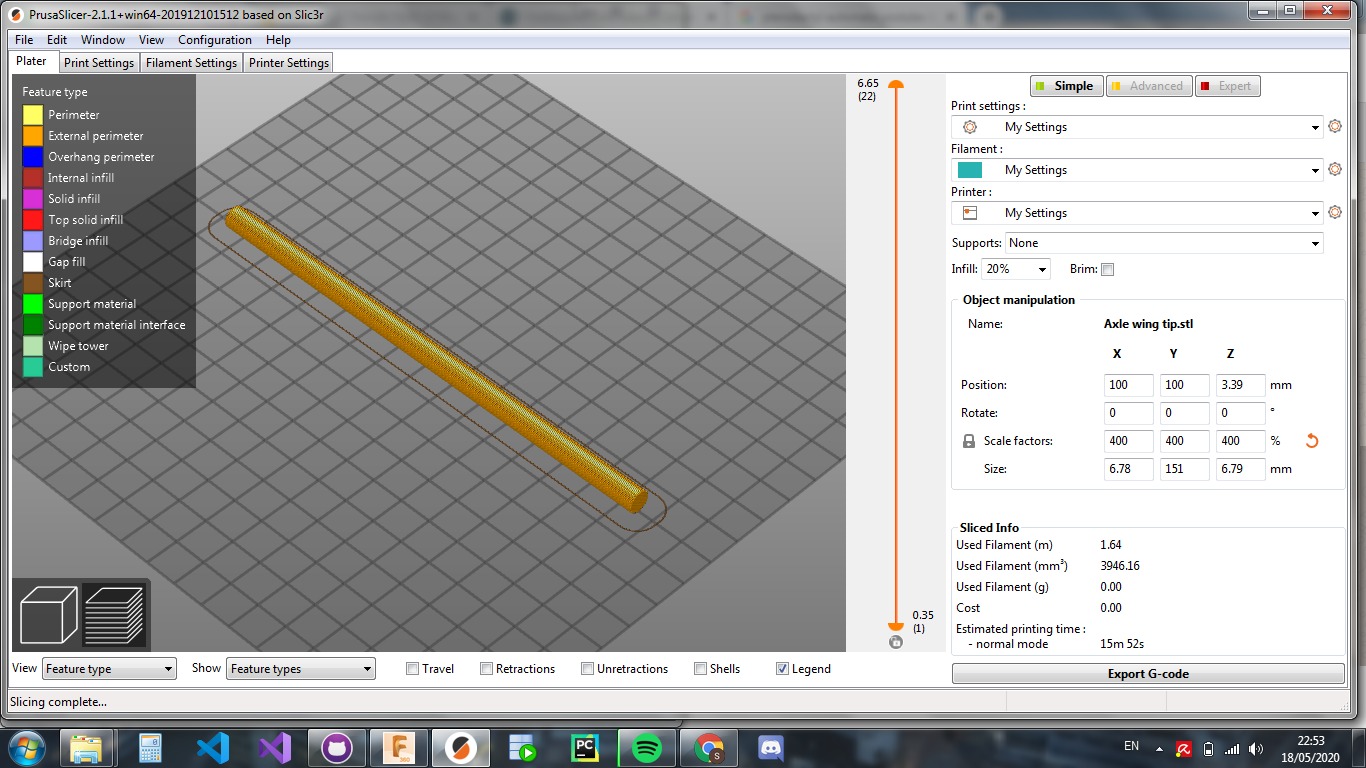 PrusaSlicer-2.1.1+win64-201912101512 based on Slic3r
File Edit Window View Configuration Help
Plater Print Settings Filament Settings Printer Settings
Feature type
Perimeter
External perimeter
Overhang perimeter
Internal infill
Solid infill
Top solid infill
Bridge infill
Gap fill
Skirt
Support material
Support material interface
Wipe tower
Custom
6.65
(22)
0.35
(1)
Simple Advanced Expert
Print settings :
My Settings
Filament :
My Settings
Printer :
My Settings
Supports: None
Infill: 20% Brim:
Object manipulation
Name: Axle wing tip.stl
X Y Z
Position: 100 100 3.39 mm
Rotate: 0 0 0 °
Scale factors: 400 400 400 %
Size: 6.78 151 6.79 mm
Sliced Info
Used Filament (m) 1.64
Used Filament (mm³) 3946.16
Used Filament (g) 0.00
Cost 0.00
Estimated printing time :
- normal mode 15m 52s
View Feature type Show Feature types Travel Retractions Unretractions Shells Legend
Export G-code
Slicing complete...
F
360
PC
S
EN
22:53
18/05/2020